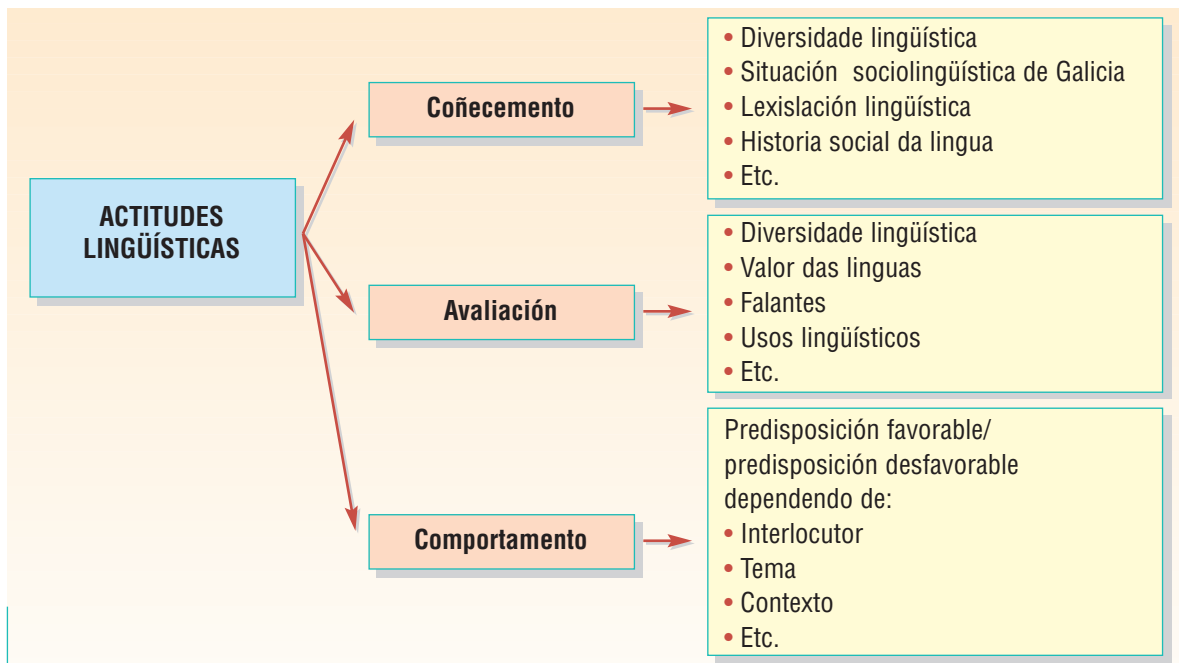 ACTITUDES
LINGÜÍSTICAS
Coñecemento
• Diversidade lingüística
• Situación sociolingüística de Galicia
• Lexislación lingüística
• Historia social da lingua
• Etc.
Avaliación
• Diversidade lingüística
• Valor das linguas
• Falantes
• Usos lingüísticos
• Etc.
Comportamento
Predisposición favorable/
predisposición desfavorable
dependendo de:
• Interlocutor
• Tema
• Contexto
• Etc.